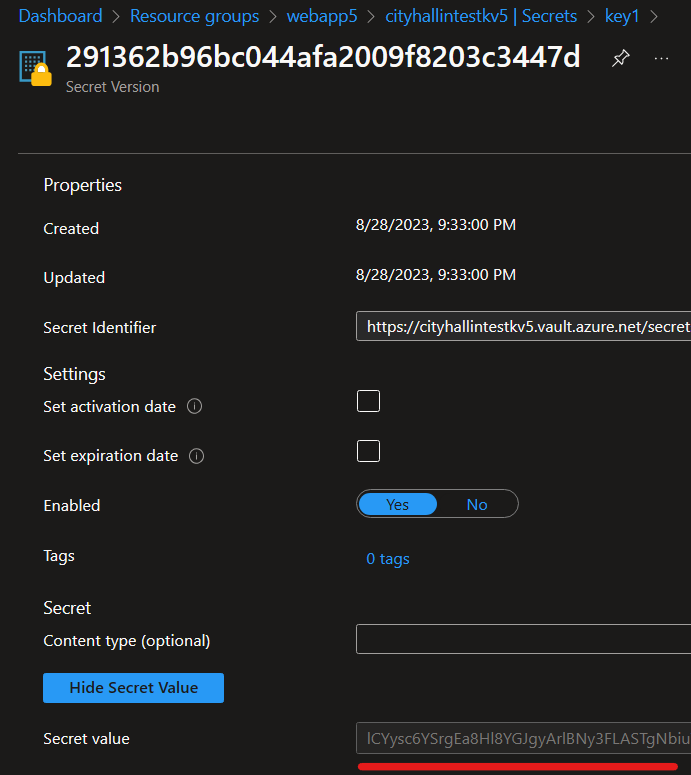 Dashboard > Resource groups > webapp5 > cityhallintestkv5 | Secrets > key1 >
291362b96bc044afa2009f8203c3447d
Secret Version
Properties
Created 8/28/2023, 9:33:00 PM
Updated 8/28/2023, 9:33:00 PM
Secret Identifier https://cityhallintestkv5.vault.azure.net/secret
Settings
Set activation date
Set expiration date
Enabled Yes No
Tags 0 tags
Secret
Content type (optional)
Hide Secret Value
Secret value lCYysc6YSrgEa8Hl8YGJgyArlBNy3FLASTgNbiu